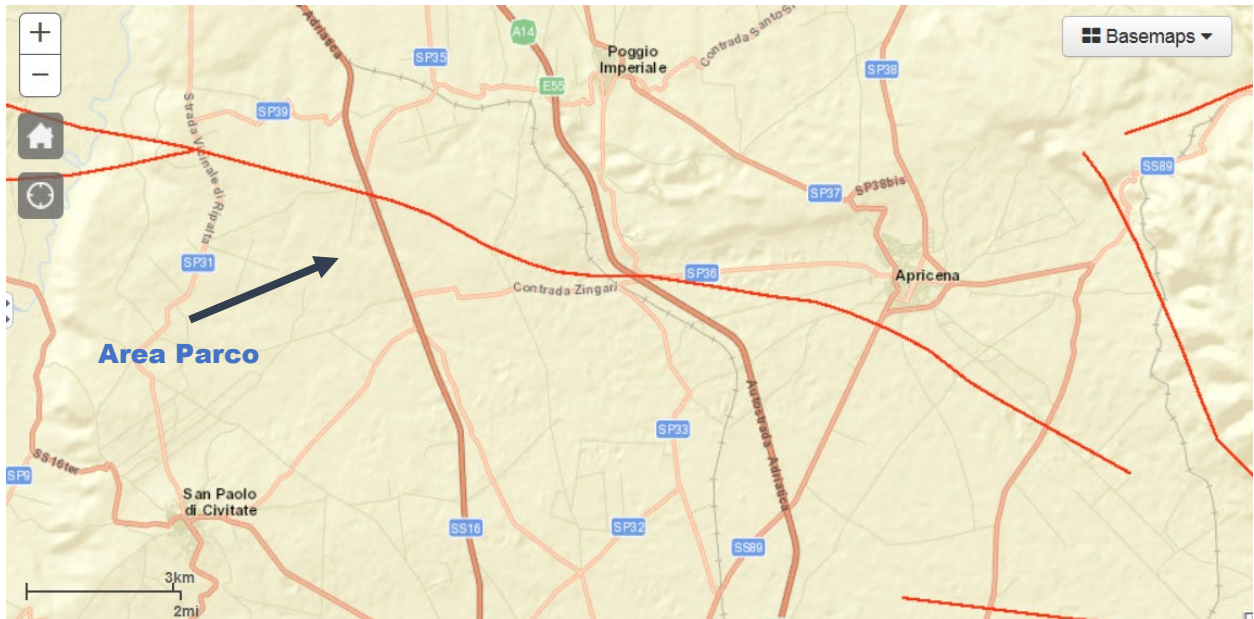 +
−
Basemaps
Adriatica
A14
E55
Poggio
Imperiale
Contrada Santo S
SP35
SP38
SP39
Strada Vicinale di Ripalta
SS89
SP38bis
SP37
SP31
SP36
Apricena
Contrada Zingari
Area Parco
Autostrada Adriatica
SP33
SS16ter
SP9
San Paolo
di Civitate
SS16
SP32
SS89
3km
2mi